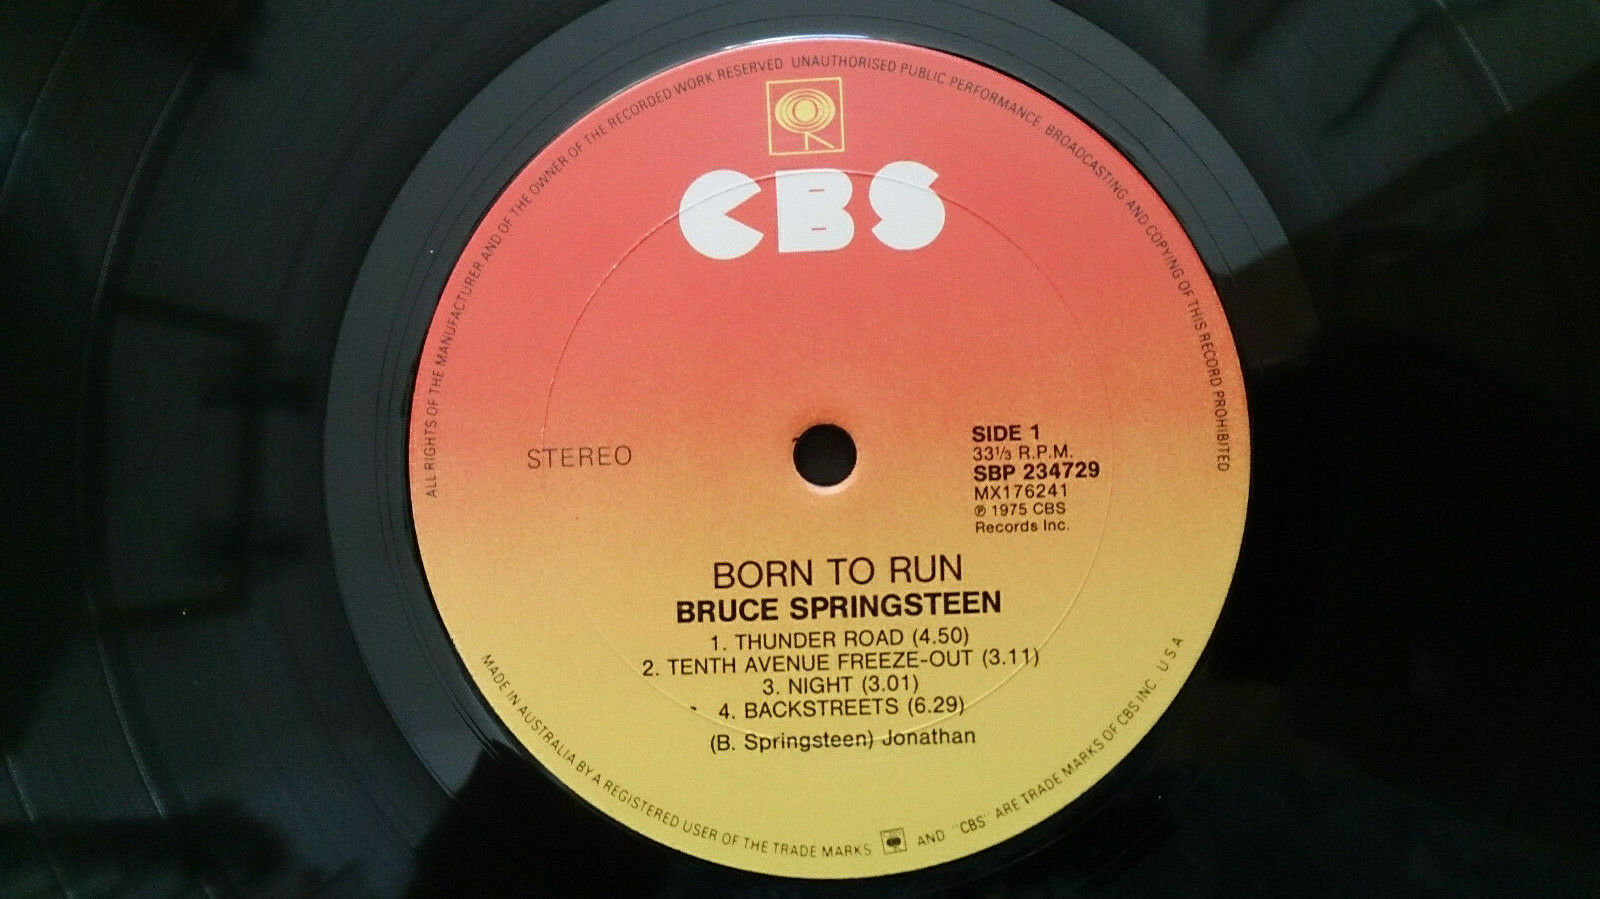 ALL RIGHTS OF THE MANUFACTURER AND OF THE OWNER OF THE RECORDED WORK RESERVED UNAUTHORISED PUBLIC PERFORMANCE, BROADCASTING AND COPYING OF THIS RECORD PROHIBITED
CBS
STEREO
SIDE 1
33⅓ R.P.M.
SBP 234729
MX176241
℗ 1975 CBS
Records Inc.
BORN TO RUN
BRUCE SPRINGSTEEN
1. THUNDER ROAD (4.50)
2. TENTH AVENUE FREEZE-OUT (3.11)
3. NIGHT (3.01)
4. BACKSTREETS (6.29)
(B. Springsteen) Jonathan
MADE IN AUSTRALIA BY A REGISTERED USER OF THE TRADE MARKS AND "CBS" ARE TRADE MARKS OF CBS INC. U S A